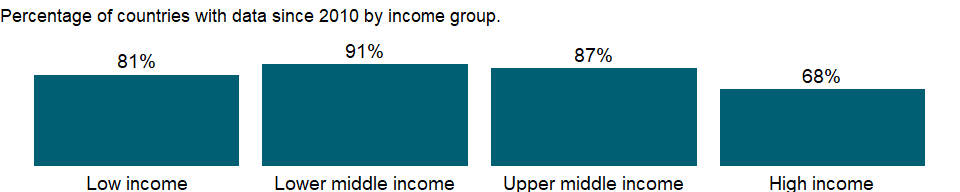 Percentage of countries with data since 2010 by income group.
81%
91%
87%
68%
Low income
Lower middle income
Upper middle income
High income